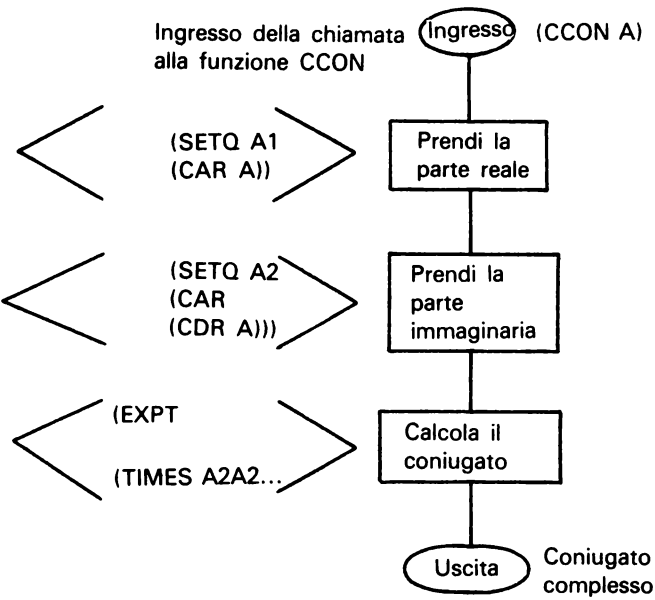 Ingresso della chiamata
alla funzione CCON
Ingresso
(CCON A)
(SETQ A1
(CAR A))
Prendi la
parte reale
(SETQ A2
(CAR
(CDR A)))
Prendi la
parte
immaginaria
(EXPT
(TIMES A2A2...
Calcola il
coniugato
Uscita
Coniugato
complesso